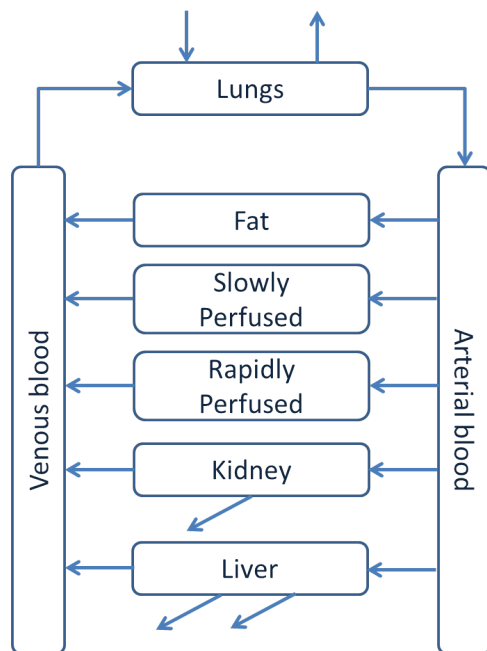 Lungs
Fat
Slowly
Perfused
Rapidly
Perfused
Kidney
Liver
Venous blood
Arterial blood